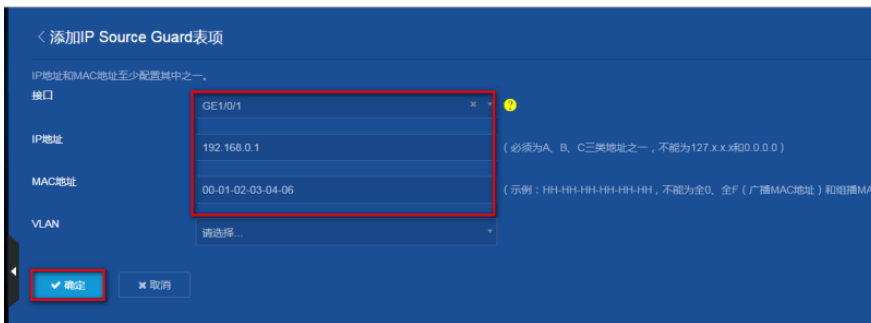 ＜添加IP Source Guard表项
IP地址和MAC地址至少配置其中之一。
接口
GE1/0/1
IP地址
192.168.0.1
(必须为A、B、C三类地址之一，不能为127.x.x.x和0.0.0.0)
MAC地址
00-01-02-03-04-06
(示例：HH-HH-HH-HH-HH-HH，不能为全0、全F（广播MAC地址）和组播MA
VLAN
请选择...
✔ 确定
✖ 取消